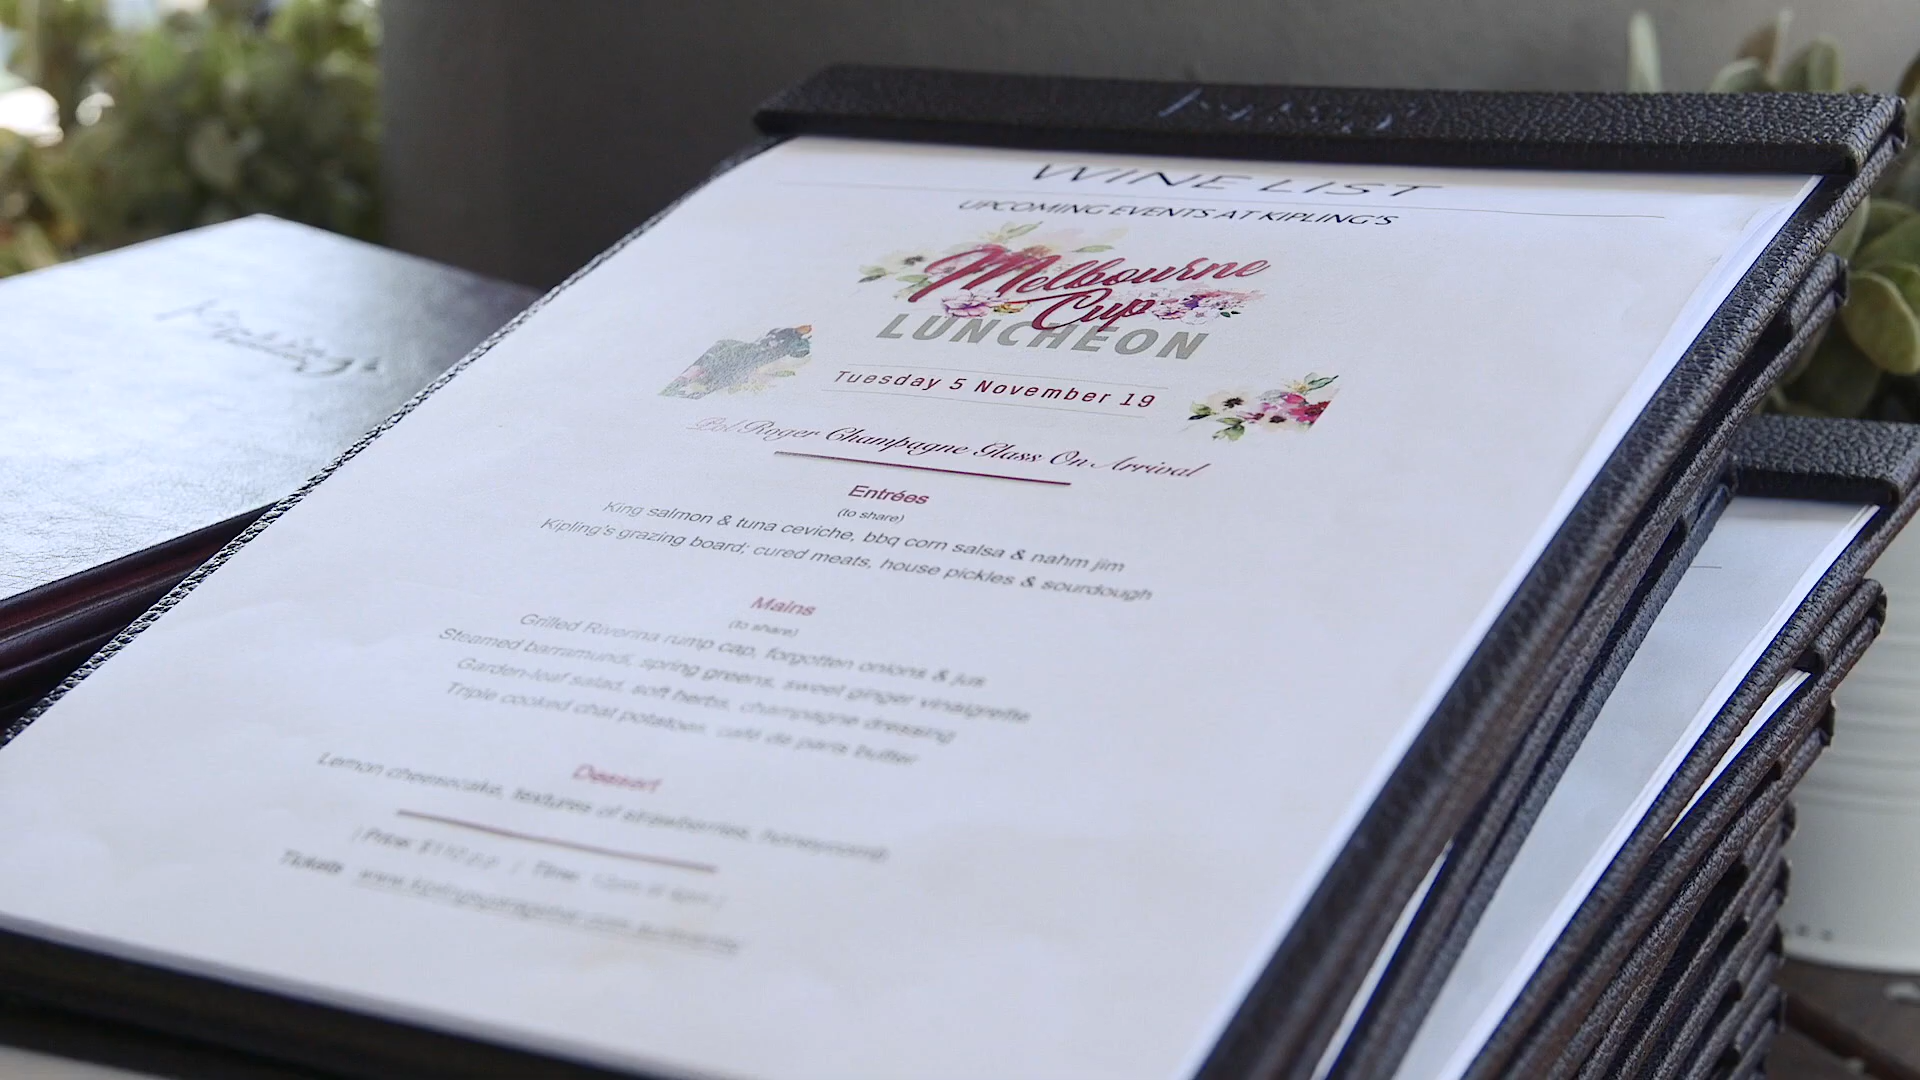 WINE LIST
UPCOMING EVENTS AT KIPLING'S
Melbourne
Cup
LUNCHEON
Tuesday 5 November 19
Pol Roger Champagne Glass On Arrival
Entrées
(to share)
King salmon & tuna ceviche, bbq corn salsa & nahm jim
Kipling's grazing board; cured meats, house pickles & sourdough
Mains
(to share)
Grilled Riverina rump cap, forgotten onions & jus
Steamed barramundi, spring greens, sweet ginger vinaigrette
Garden-leaf salad, soft herbs, champagne dressing
Triple cooked chat potatoes, café de paris butter
Dessert
Lemon cheesecake, textures of strawberries, honeycomb
| Price: $110 p.p | Time:
Tickets
Kipling's